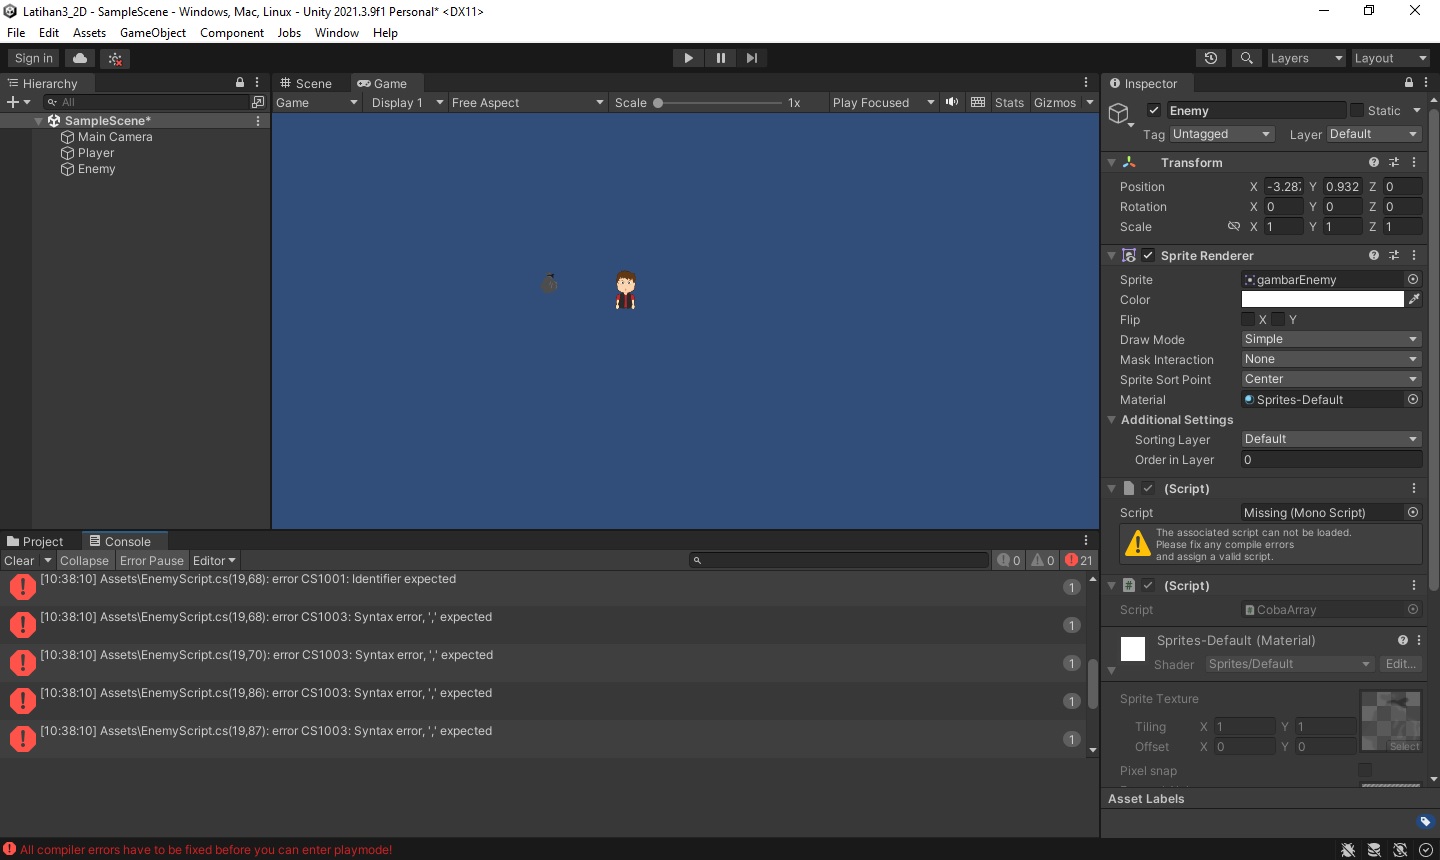 Latihan3_2D - SampleScene - Windows, Mac, Linux - Unity 2021.3.9f1 Personal* <DX11>
File Edit Assets GameObject Component Jobs Window Help
Sign in
Layers Layout
Hierarchy
All
SampleScene*
Main Camera
Player
Enemy
Scene Game
Game Display 1 Free Aspect Scale 1x Play Focused Stats Gizmos
Inspector
Enemy Static
Tag Untagged Layer Default
Transform
Position X -3.287 Y 0.932 Z 0
Rotation X 0 Y 0 Z 0
Scale X 1 Y 1 Z 1
Sprite Renderer
Sprite gambarEnemy
Color
Flip X Y
Draw Mode Simple
Mask Interaction None
Sprite Sort Point Center
Material Sprites-Default
Additional Settings
Sorting Layer Default
Order in Layer 0
(Script)
Script Missing (Mono Script)
The associated script can not be loaded.
Please fix any compile errors
and assign a valid script.
(Script)
Script CobaArray
Sprites-Default (Material)
Shader Sprites/Default Edit...
Sprite Texture
Tiling X 1 Y 1
Offset X 0 Y 0
Select
Pixel snap
Asset Labels
Project Console
Clear Collapse Error Pause Editor 0 0 21
[10:38:10] Assets\EnemyScript.cs(19,68): error CS1001: Identifier expected 1
[10:38:10] Assets\EnemyScript.cs(19,68): error CS1003: Syntax error, ',' expected 1
[10:38:10] Assets\EnemyScript.cs(19,70): error CS1003: Syntax error, ',' expected 1
[10:38:10] Assets\EnemyScript.cs(19,86): error CS1003: Syntax error, ',' expected 1
[10:38:10] Assets\EnemyScript.cs(19,87): error CS1003: Syntax error, ',' expected 1
All compiler errors have to be fixed before you can enter playmode!